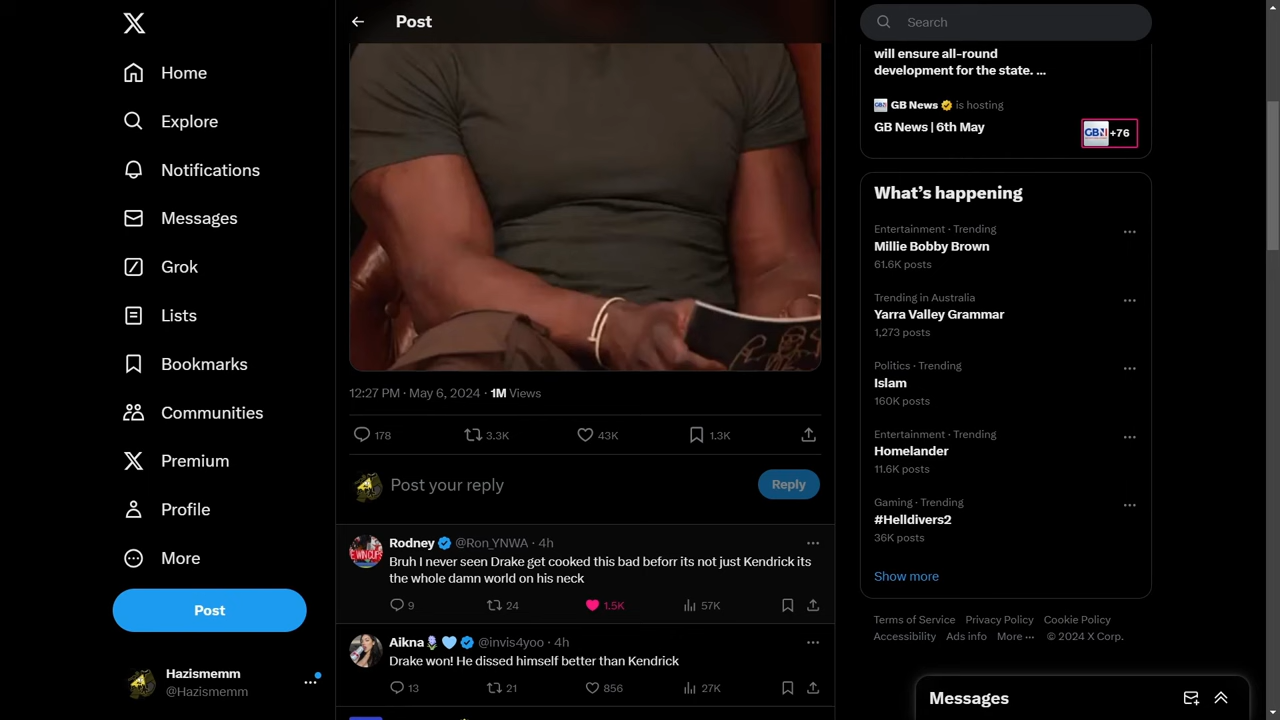 Home
Explore
Notifications
Messages
Grok
Lists
Bookmarks
Communities
Premium
Profile
More
Post
Hazismemm
@Hazismemm
Post
12:27 PM · May 6, 2024 · 1M Views
178 3.3K 43K 1.3K
Post your reply
Reply
Rodney @Ron_YNWA · 4h
Bruh I never seen Drake get cooked this bad beforr its not just Kendrick its
the whole damn world on his neck
9 24 1.5K 57K
Aikna @invis4yoo · 4h
Drake won! He dissed himself better than Kendrick
13 21 856 27K
Search
will ensure all-round
development for the state. ...
GB News is hosting
GB News | 6th May
GBN +76
What's happening
Entertainment · Trending
Millie Bobby Brown
61.6K posts
Trending in Australia
Yarra Valley Grammar
1,273 posts
Politics · Trending
Islam
160K posts
Entertainment · Trending
Homelander
11.6K posts
Gaming · Trending
#Helldivers2
36K posts
Show more
Terms of Service Privacy Policy Cookie Policy
Accessibility Ads info More ··· © 2024 X Corp.
Messages